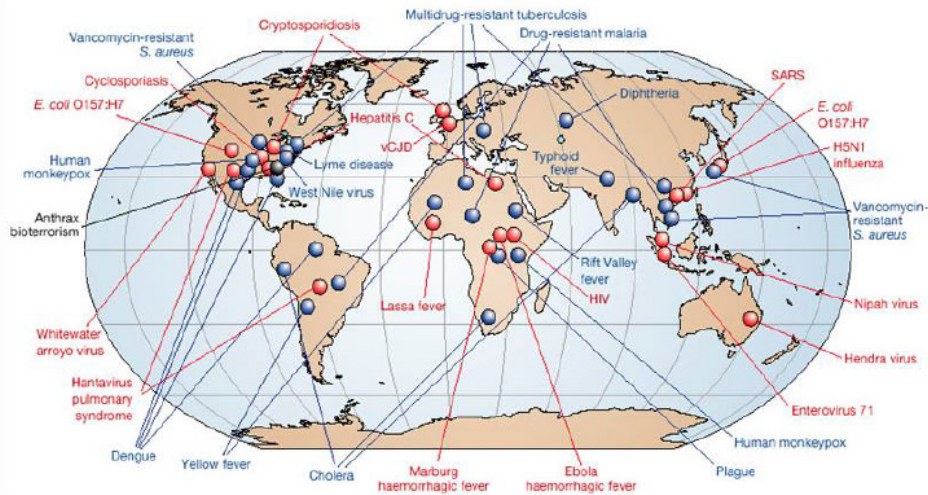 Multidrug-resistant tuberculosis
Cryptosporidiosis
Drug-resistant malaria
Vancomycin-resistant
S. aureus
SARS
Cyclosporiasis
Diphtheria
E. coli O157:H7
E. coli
O157:H7
Hepatitis C
vCJD
H5N1
influenza
Human
monkeypox
Lyme disease
Typhoid
fever
West Nile virus
Anthrax
bioterrorism
Vancomycin-
resistant
S. aureus
Rift Valley
fever
HIV
Lassa fever
Nipah virus
Whitewater
arroyo virus
Hendra virus
Hantavirus
pulmonary
syndrome
Enterovirus 71
Dengue
Yellow fever
Cholera
Marburg
haemorrhagic fever
Ebola
haemorrhagic fever
Human monkeypox
Plague